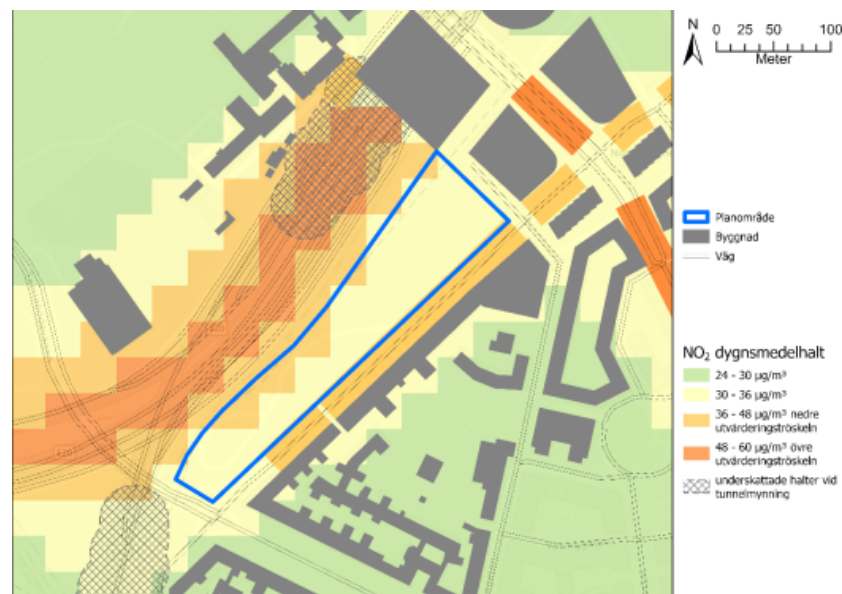 N
0 25 50 100
Meter
Planområde
Byggnad
Väg
NO₂ dygnsmedelhalt
24 - 30 µg/m³
30 - 36 µg/m³
36 - 48 µg/m³ nedre
utvärderingströskeln
48 - 60 µg/m³ övre
utvärderingströskeln
underskattade halter vid
tunnelmynning